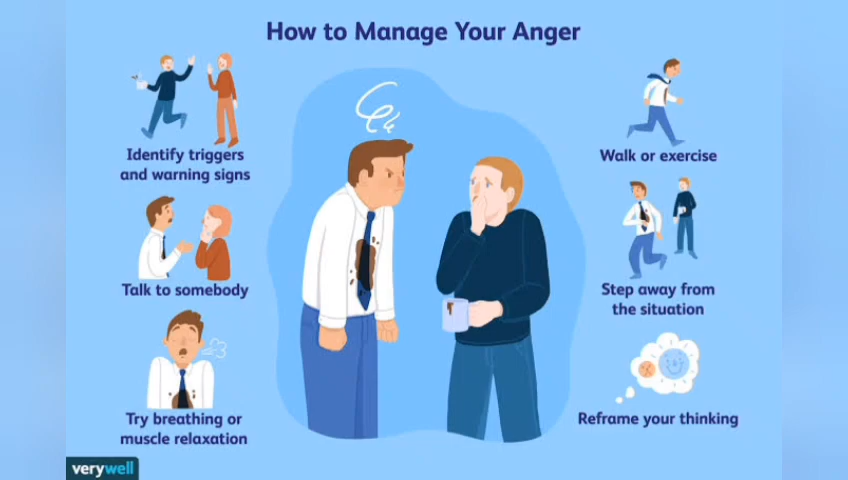 How to Manage Your Anger
Identify triggers
and warning signs
Talk to somebody
Try breathing or
muscle relaxation
Walk or exercise
Step away from
the situation
Reframe your thinking
verywell